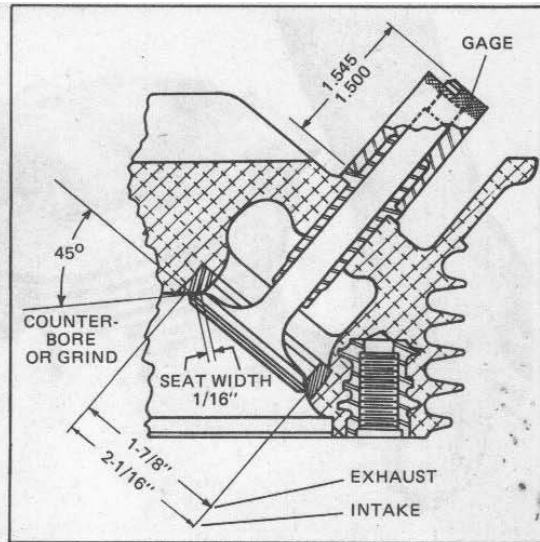 GAGE
1.545
1.500
45°
COUNTER-
BORE
OR GRIND
SEAT WIDTH
1/16"
1-7/8"
2-1/16"
EXHAUST
INTAKE